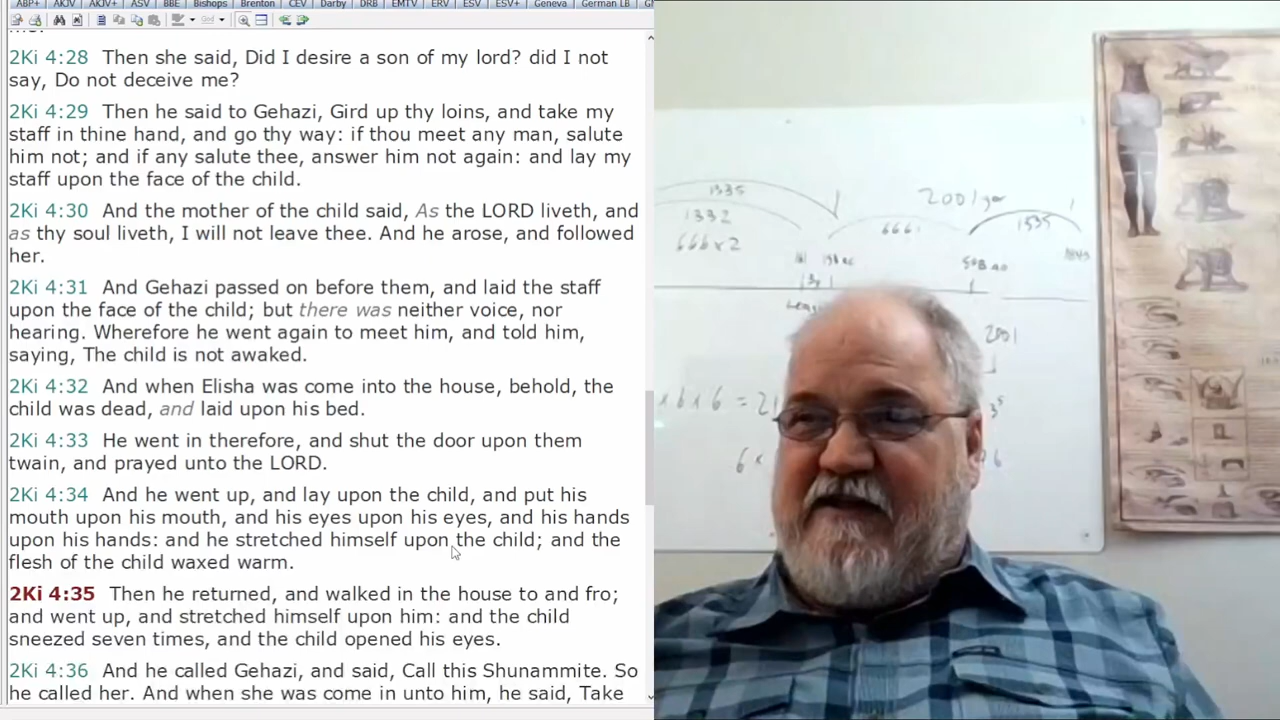 ABP+ AKJV AKJV+ ASV BBE Bishops Brenton CEV Darby DRB EMTV ERV ESV ESV+ Geneva German LB
2Ki 4:28 Then she said, Did I desire a son of my lord? did I not
say, Do not deceive me?
2Ki 4:29 Then he said to Gehazi, Gird up thy loins, and take my
staff in thine hand, and go thy way: if thou meet any man, salute
him not; and if any salute thee, answer him not again: and lay my
staff upon the face of the child.
2Ki 4:30 And the mother of the child said, As the LORD liveth, and
as thy soul liveth, I will not leave thee. And he arose, and followed
her.
2Ki 4:31 And Gehazi passed on before them, and laid the staff
upon the face of the child; but there was neither voice, nor
hearing. Wherefore he went again to meet him, and told him,
saying, The child is not awaked.
2Ki 4:32 And when Elisha was come into the house, behold, the
child was dead, and laid upon his bed.
2Ki 4:33 He went in therefore, and shut the door upon them
twain, and prayed unto the LORD.
2Ki 4:34 And he went up, and lay upon the child, and put his
mouth upon his mouth, and his eyes upon his eyes, and his hands
upon his hands: and he stretched himself upon the child; and the
flesh of the child waxed warm.
2Ki 4:35 Then he returned, and walked in the house to and fro;
and went up, and stretched himself upon him: and the child
sneezed seven times, and the child opened his eyes.
2Ki 4:36 And he called Gehazi, and said, Call this Shunammite. So
he called her. And when she was come in unto him, he said, Take
1335
1332
666x2
666
1335
2001